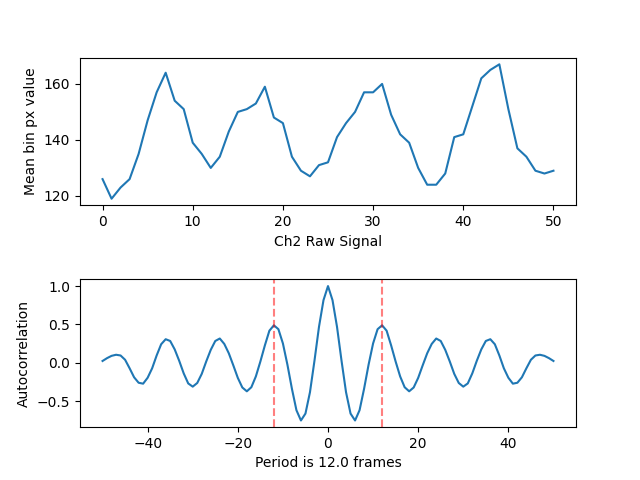 160
140
120
Mean bin px value
0 10 20 30 40 50
Ch2 Raw Signal
1.0
0.5
0.0
−0.5
Autocorrelation
−40 −20 0 20 40
Period is 12.0 frames